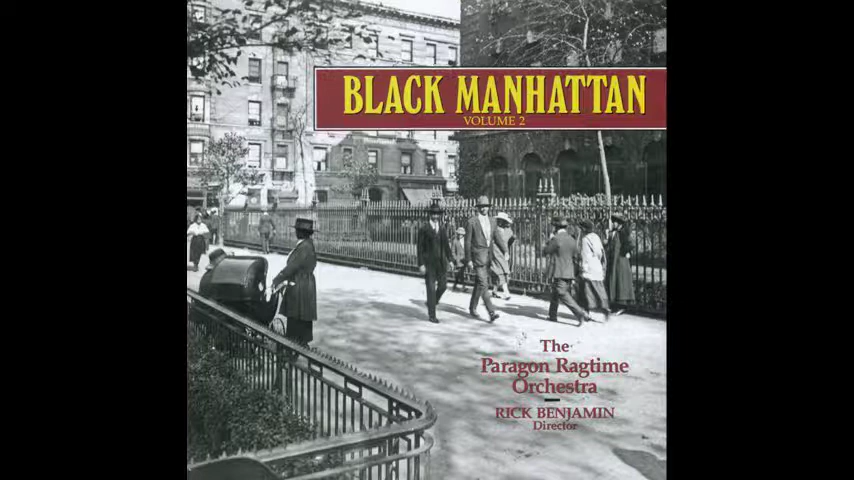 BLACK MANHATTAN
VOLUME 2
The
Paragon Ragtime
Orchestra
RICK BENJAMIN
Director